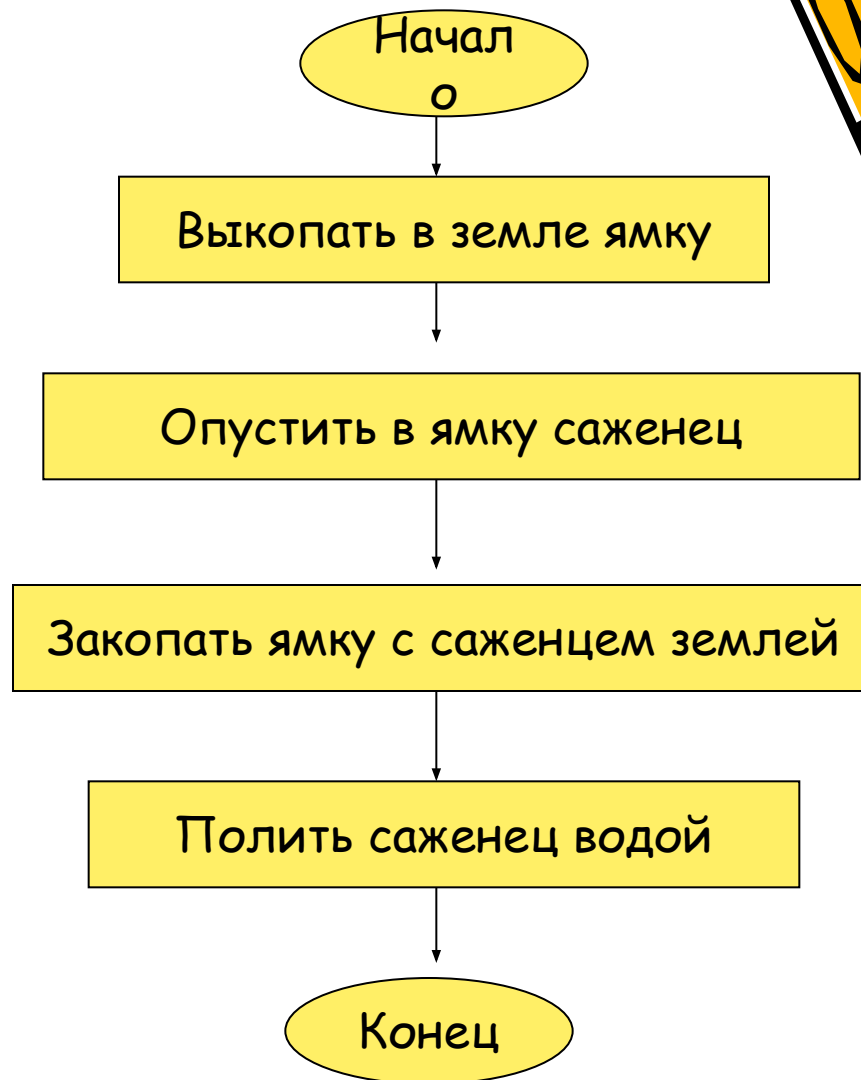 Начал
о
Выкопать в земле ямку
Опустить в ямку саженец
Закопать ямку с саженцем землей
Полить саженец водой
Конец